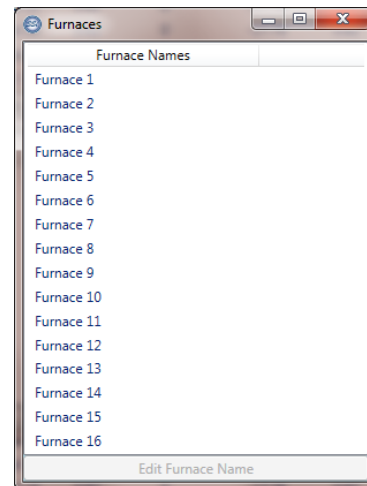 Furnaces
Furnace Names
Furnace 1
Furnace 2
Furnace 3
Furnace 4
Furnace 5
Furnace 6
Furnace 7
Furnace 8
Furnace 9
Furnace 10
Furnace 11
Furnace 12
Furnace 13
Furnace 14
Furnace 15
Furnace 16
Edit Furnace Name